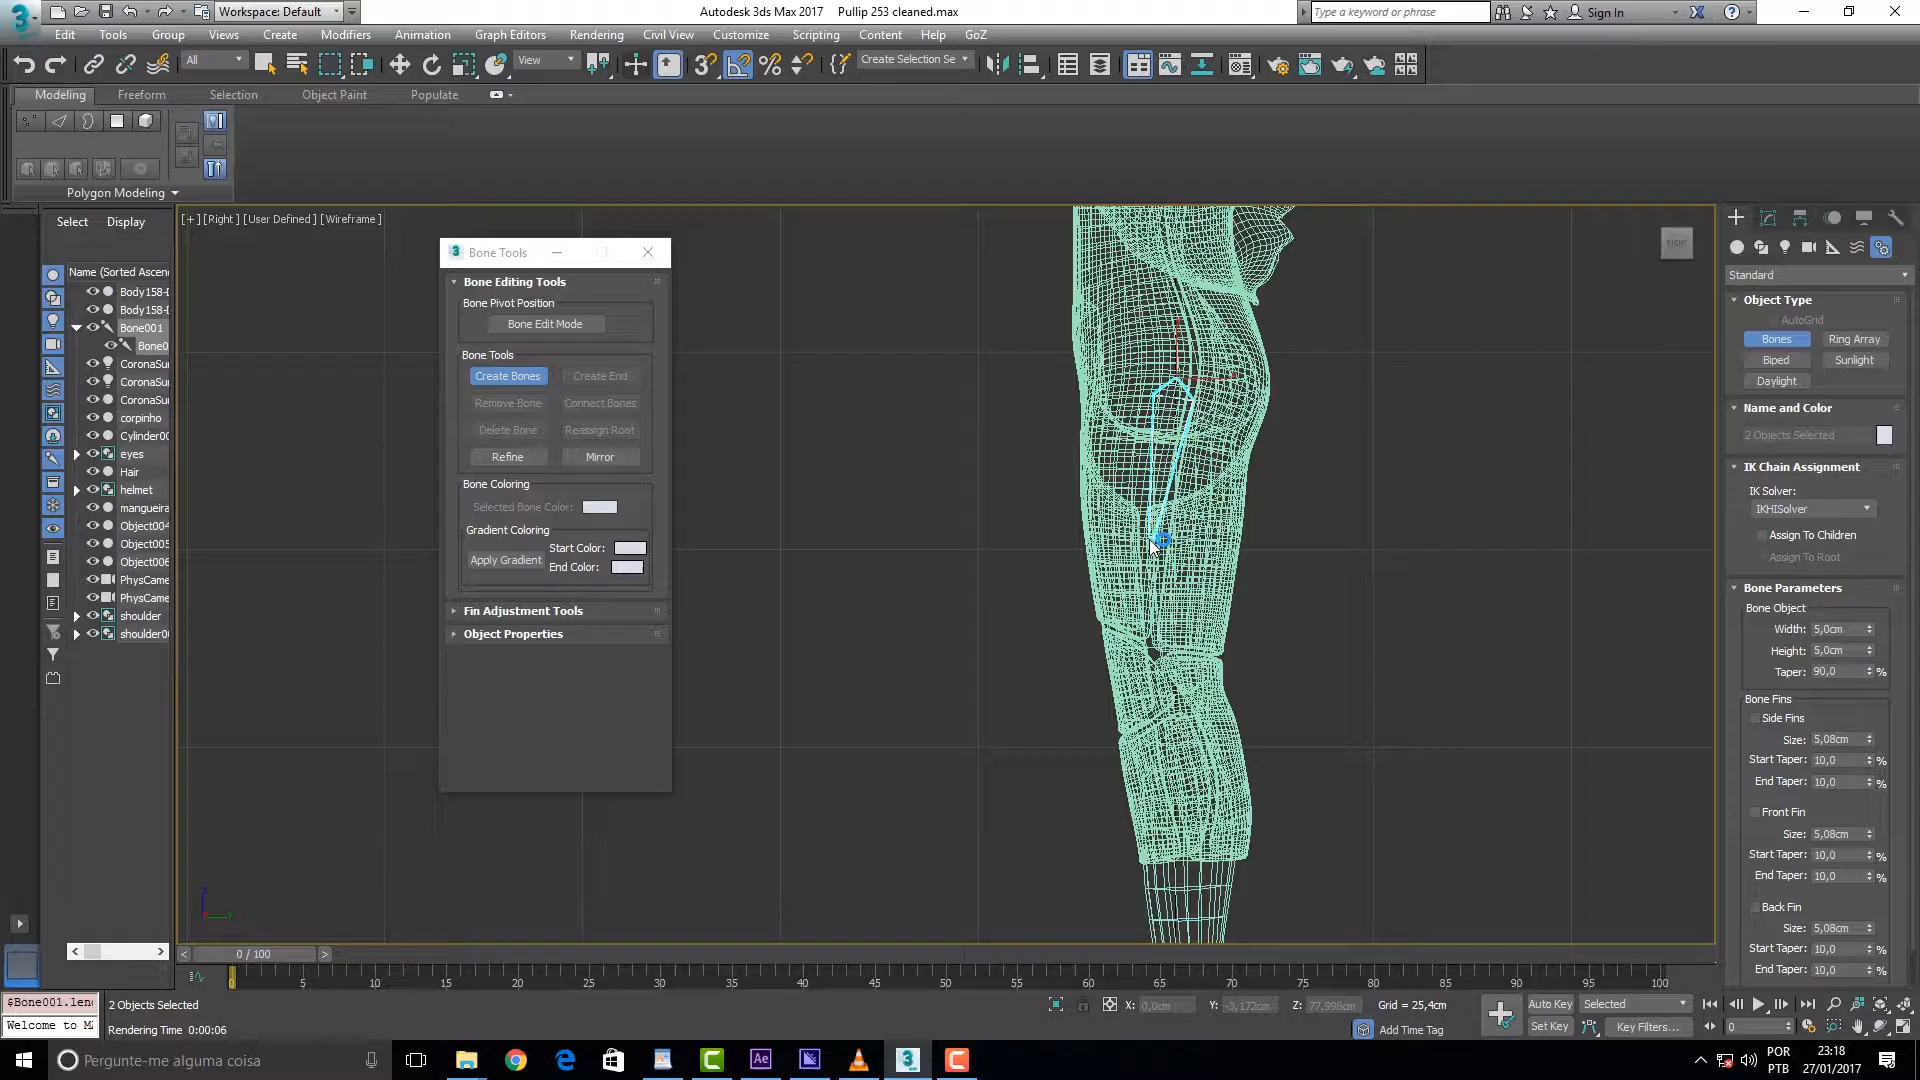 3 Workspace: Default Autodesk 3ds Max 2017 Pullip 253 cleaned.max Type a keyword or phrase Sign In
MAX
Edit Tools Group Views Create Modifiers Animation Graph Editors Rendering Civil View Customize Scripting Content Help GoZ
All View Create Selection Se
Modeling Freeform Selection Object Paint Populate
Polygon Modeling
Select Display
Name (Sorted Ascen
Body158-D
Body158-D
Bone001
Bone0
CoronaSun
CoronaSun
CoronaSun
corpinho
Cylinder00
eyes
Hair
helmet
mangueira
Object004
Object005
Object006
PhysCame
PhysCame
shoulder
shoulder00
[+] [Right] [User Defined] [Wireframe]
RIGHT
Bone Tools
Bone Editing Tools
Bone Pivot Position
Bone Edit Mode
Bone Tools
Create Bones Create End
Remove Bone Connect Bones
Delete Bone Reassign Root
Refine Mirror
Bone Coloring
Selected Bone Color:
Gradient Coloring
Apply Gradient Start Color:
End Color:
Fin Adjustment Tools
Object Properties
Standard
Object Type
AutoGrid
Bones Ring Array
Biped Sunlight
Daylight
Name and Color
2 Objects Selected
IK Chain Assignment
IK Solver:
IKHISolver
Assign To Children
Assign To Root
Bone Parameters
Bone Object
Width: 5,0cm
Height: 5,0cm
Taper: 90,0 %
Bone Fins
Side Fins
Size: 5,08cm
Start Taper: 10,0 %
End Taper: 10,0 %
Front Fin
Size: 5,08cm
Start Taper: 10,0 %
End Taper: 10,0 %
Back Fin
Size: 5,08cm
Start Taper: 10,0 %
End Taper: 10,0 %
< 0 / 100 >
0 5 10 15 20 25 30 35 40 45 50 55 60 65 70 75 80 85 90 95 100
$Bone001.leng 2 Objects Selected X: 0,0cm Y: -3,172cm Z: 77,998cm Grid = 25,4cm Auto Key Selected
Welcome to MA Rendering Time 0:00:06 Add Time Tag Set Key Key Filters... 0
Pergunte-me alguma coisa
POR
PTB
23:18
27/01/2017